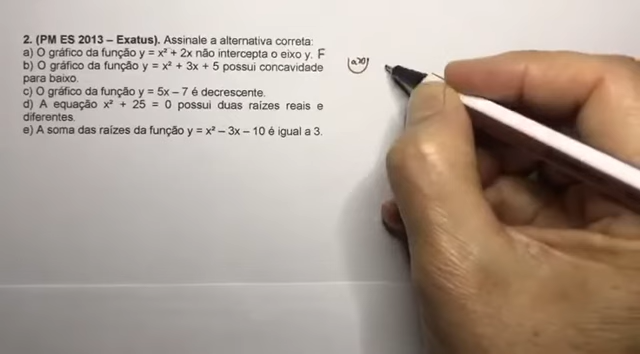 2. (PM ES 2013 – Exatus). Assinale a alternativa correta:
a) O gráfico da função y = x² + 2x não intercepta o eixo y. F
b) O gráfico da função y = x² + 3x + 5 possui concavidade
para baixo.
c) O gráfico da função y = 5x – 7 é decrescente.
d) A equação x² + 25 = 0 possui duas raízes reais e
diferentes.
e) A soma das raízes da função y = x² – 3x – 10 é igual a 3.
a>0